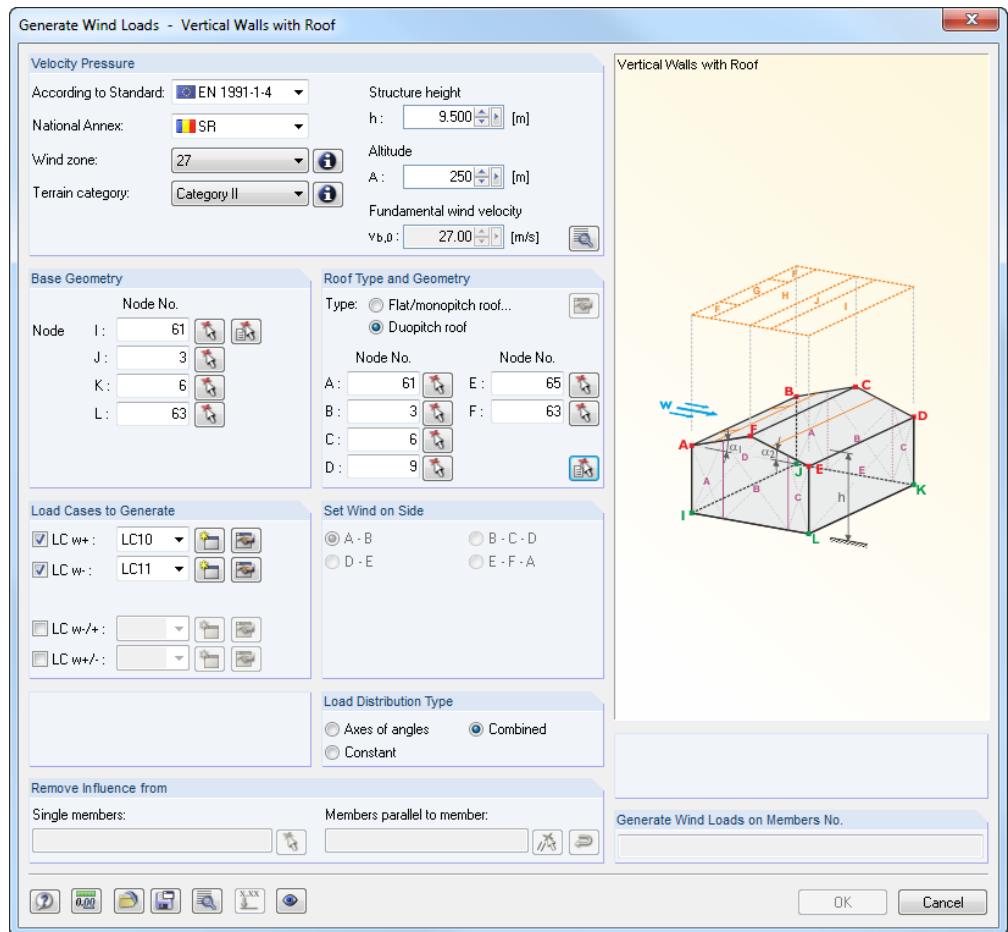 Generate Wind Loads - Vertical Walls with Roof
Velocity Pressure
According to Standard: EN 1991-1-4
National Annex: SR
Wind zone: 27
Terrain category: Category II
Structure height
h : 9.500 [m]
Altitude
A : 250 [m]
Fundamental wind velocity
vb,0 : 27.00 [m/s]
Base Geometry
Node No.
Node I : 61
J : 3
K : 6
L : 63
Roof Type and Geometry
Type: Flat/monopitch roof...
Duopitch roof
Node No. Node No.
A : 61 E : 65
B : 3 F : 63
C : 6
D : 9
Load Cases to Generate
LC w+ : LC10
LC w- : LC11
LC w-/+ :
LC w+/- :
Set Wind on Side
A - B B - C - D
D - E E - F - A
Load Distribution Type
Axes of angles Combined
Constant
Remove Influence from
Single members: Members parallel to member:
Vertical Walls with Roof
F
G H J I
F
B C
W
F D
A α1 A B C
D α2
J E E
A B C h K
I
L
Generate Wind Loads on Members No.
0.00 x.xx
OK Cancel